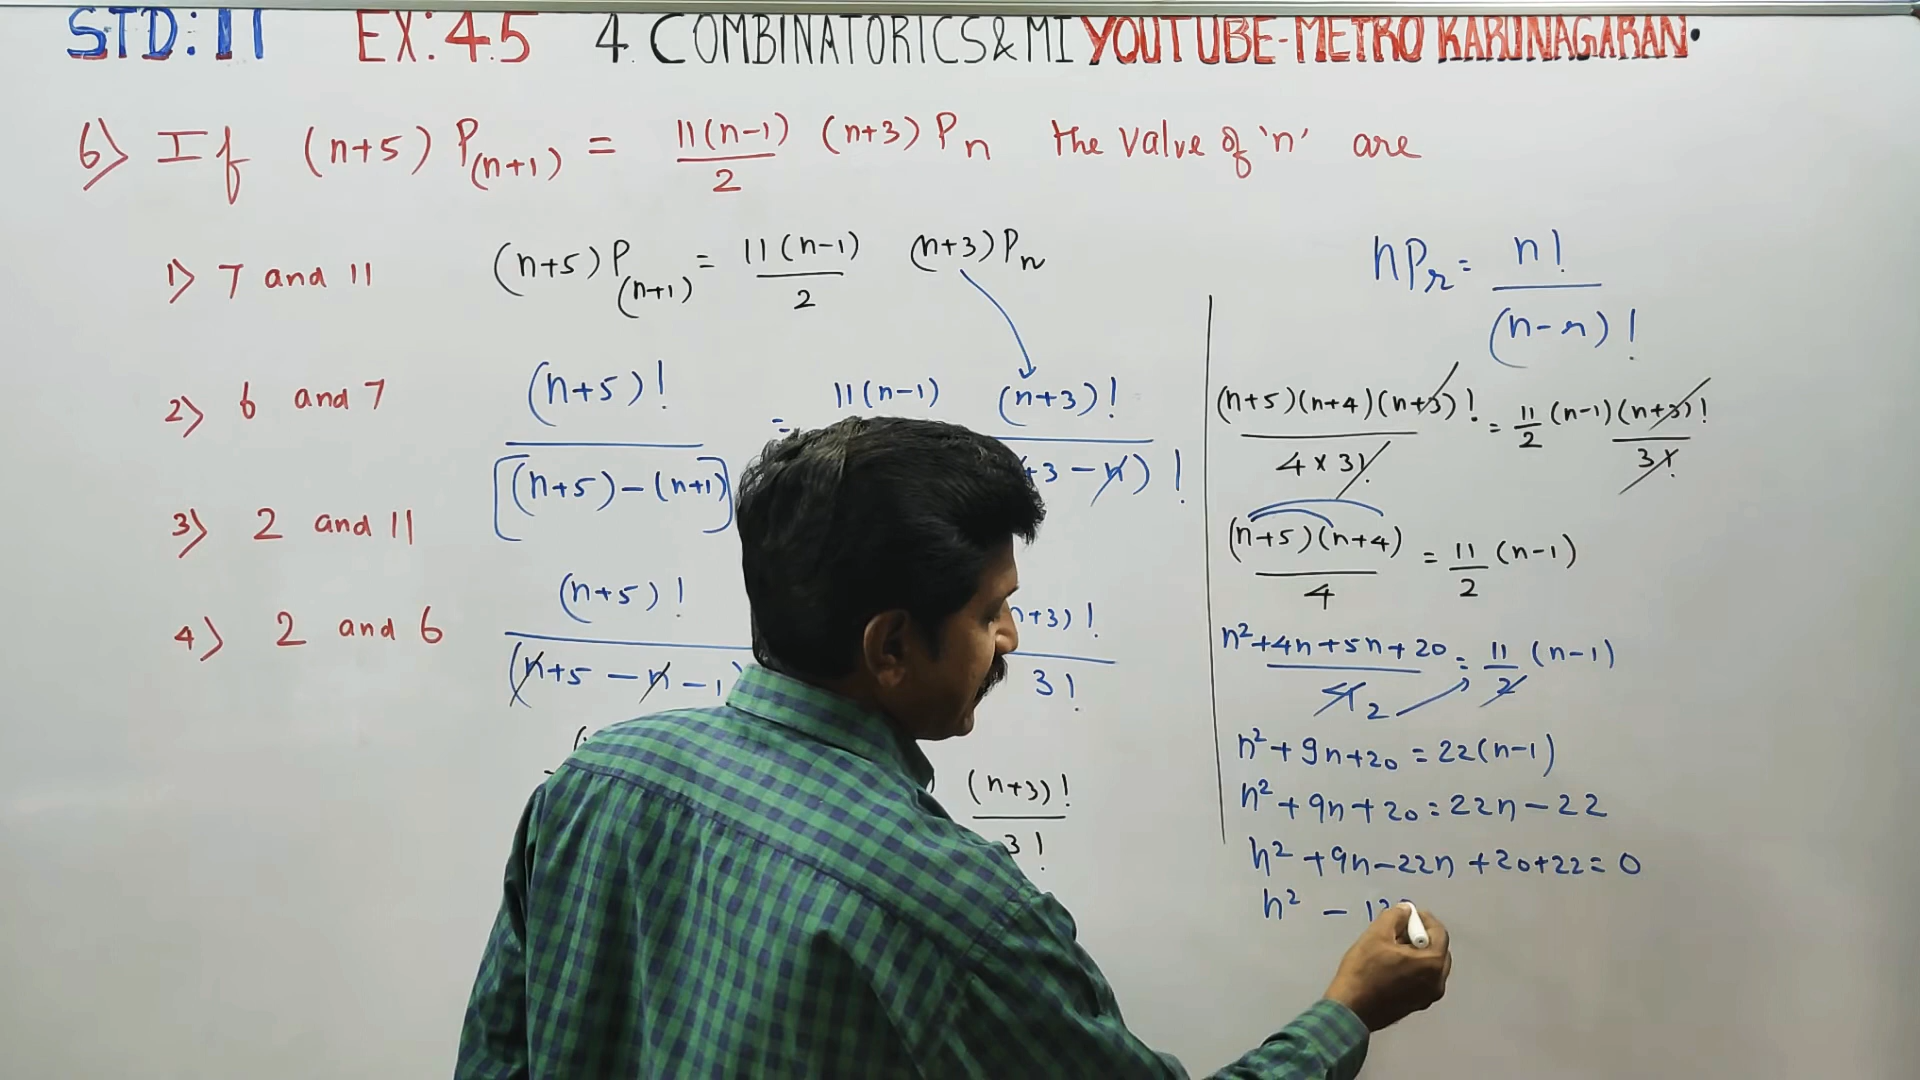 STD: 11 EX: 4.5 4. COMBINATORICS & MI YOUTUBE-METRO KARUNAGARAN.
6) If (n+5) P(n+1) = 11(n-1)/2 (n+3) Pn the value of 'n' are
1) 7 and 11
2) 6 and 7
3) 2 and 11
4) 2 and 6
(n+5)P(n+1) = 11(n-1)/2 (n+3)Pn
(n+5)! / [(n+5)-(n+1)] = 11(n-1) (n+3)! / +3-n)!
(n+5)! / (n+5-n-1 n+3)! / 3!
(n+3)! / 3!
nPr = n! / (n-r)!
(n+5)(n+4)(n+3)! / 4×3! = 11/2 (n-1) (n+3)! / 3!
(n+5)(n+4) / 4 = 11/2 (n-1)
n²+4n+5n+20 / 4 2 = 11/2 (n-1)
n²+9n+20 = 22(n-1)
n²+9n+20 = 22n-22
n²+9n-22n+20+22 = 0
n² -